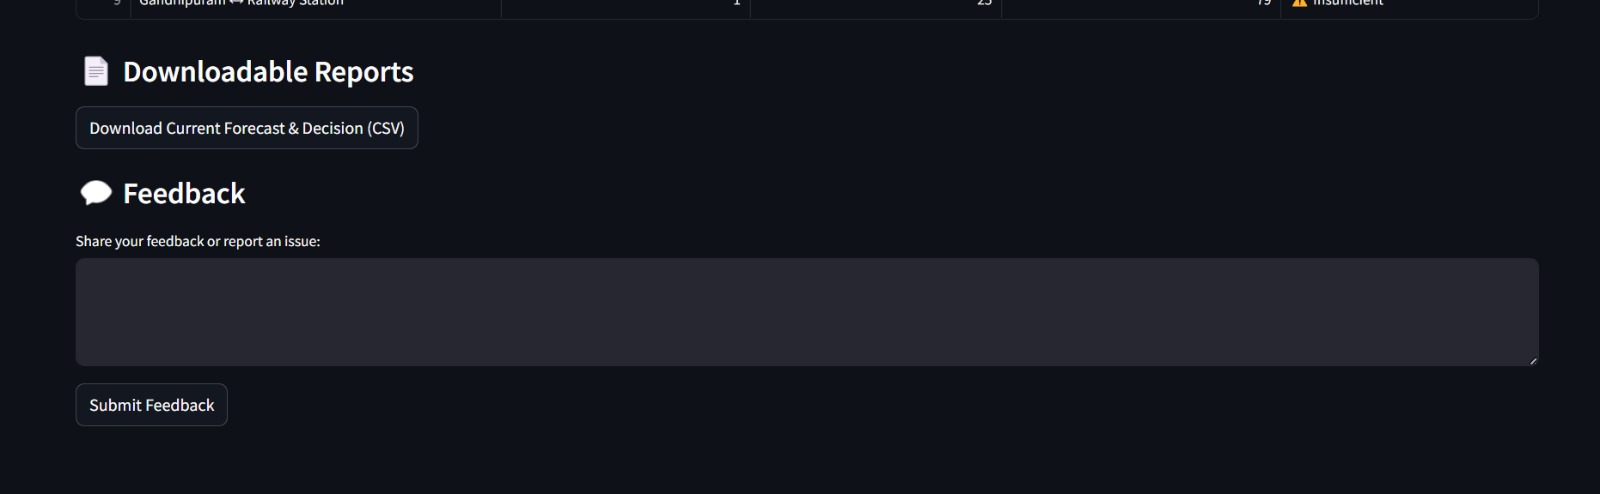 9 Gandhipuram ↔ Railway Station 1 25 79 ⚠ Insufficient
Downloadable Reports
Download Current Forecast & Decision (CSV)
Feedback
Share your feedback or report an issue:
Submit Feedback